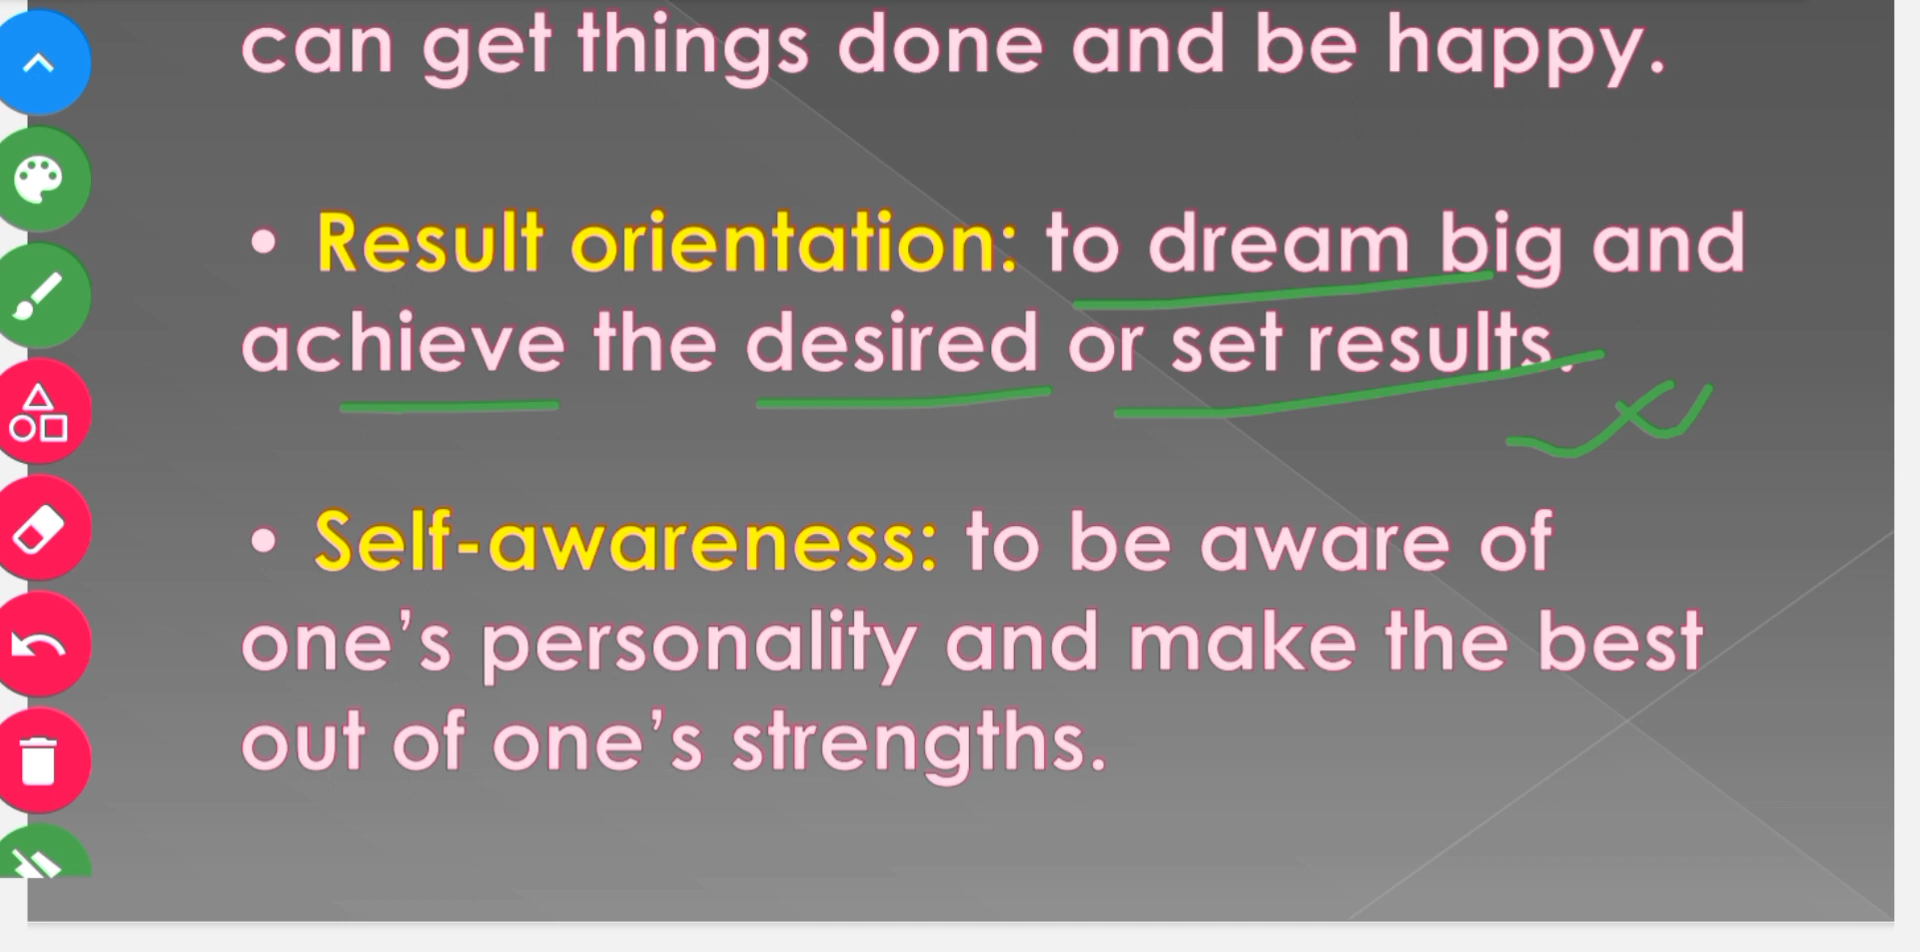 can get things done and be happy.
• Result orientation: to dream big and
achieve the desired or set results.
• Self-awareness: to be aware of
one’s personality and make the best
out of one’s strengths.